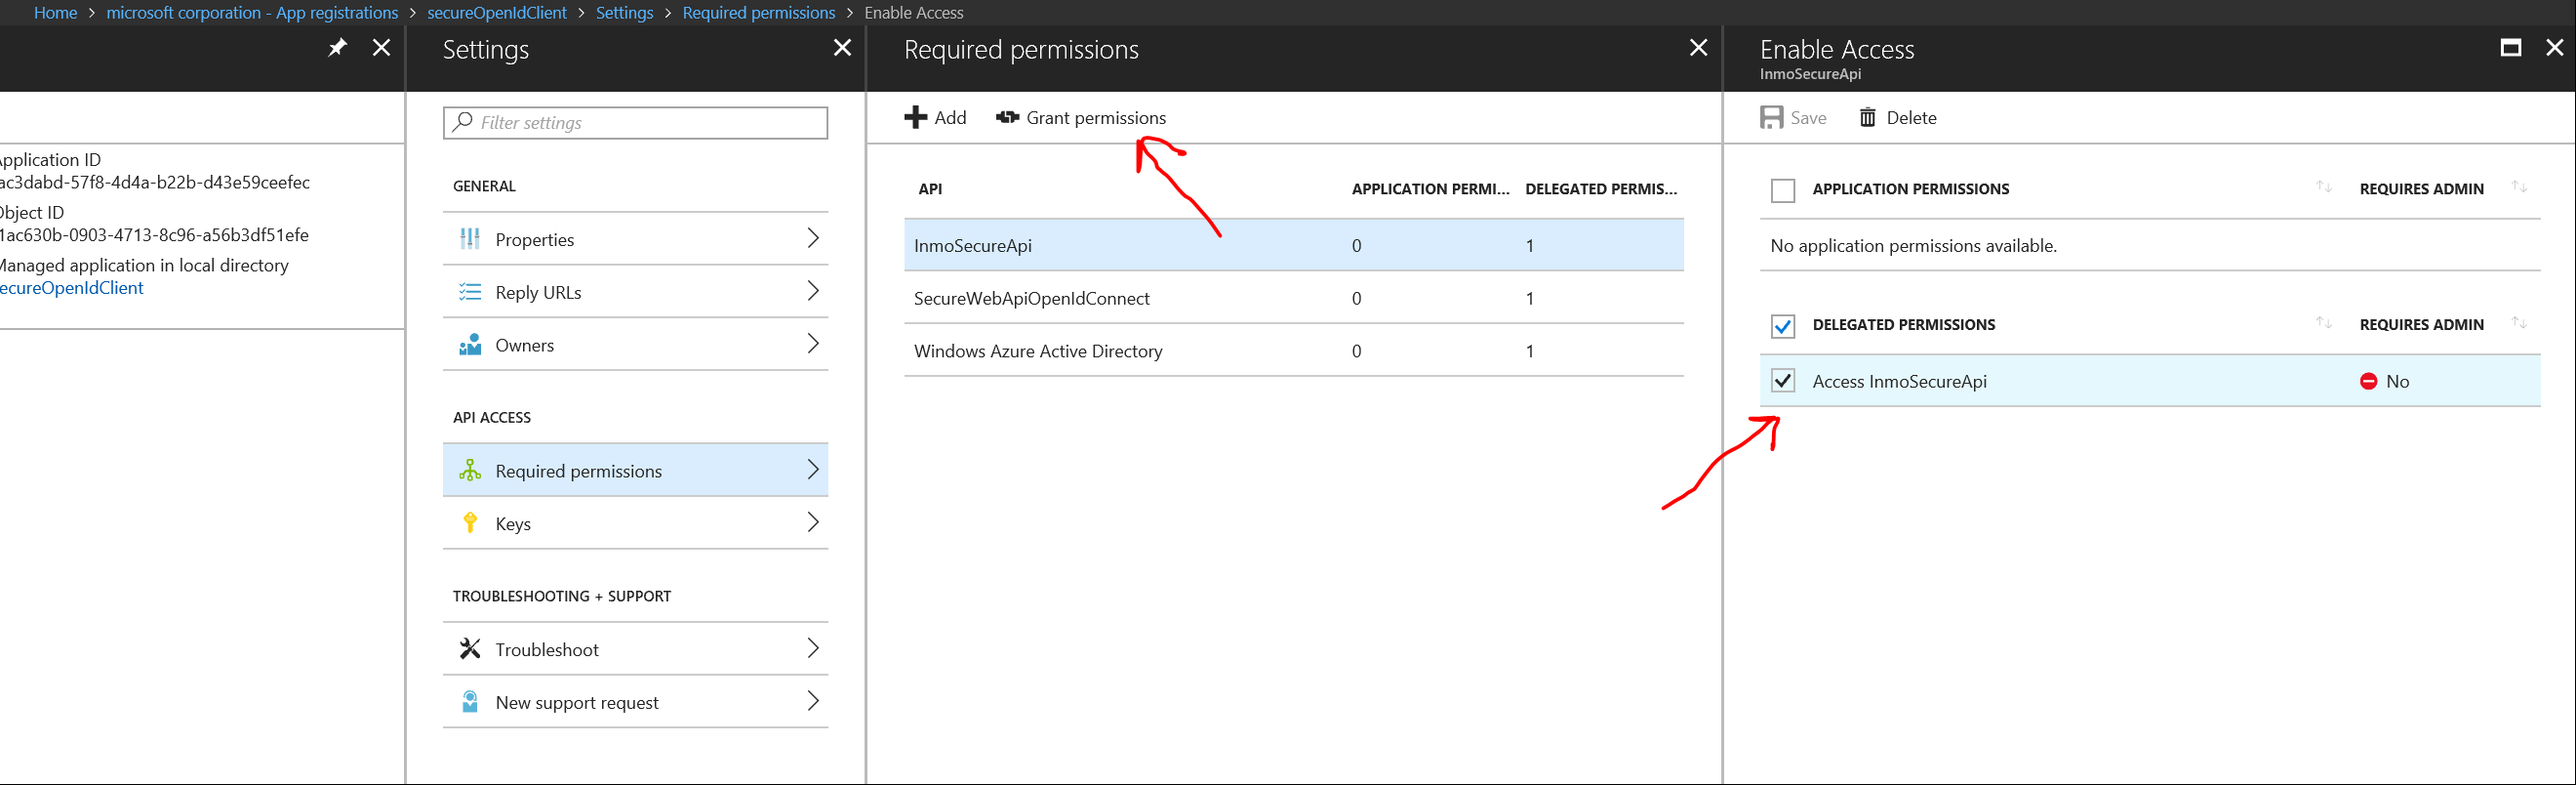 Home > microsoft corporation - App registrations > secureOpenIdClient > Settings > Required permissions > Enable Access
pplication ID
ac3dabd-57f8-4d4a-b22b-d43e59ceefec
bject ID
1ac630b-0903-4713-8c96-a56b3df51efe
Managed application in local directory
ecureOpenIdClient
Settings
Filter settings
GENERAL
Properties
Reply URLs
Owners
API ACCESS
Required permissions
Keys
TROUBLESHOOTING + SUPPORT
Troubleshoot
New support request
Required permissions
Add Grant permissions
API APPLICATION PERMI... DELEGATED PERMIS...
InmoSecureApi 0 1
SecureWebApiOpenIdConnect 0 1
Windows Azure Active Directory 0 1
Enable Access
InmoSecureApi
Save Delete
APPLICATION PERMISSIONS REQUIRES ADMIN
No application permissions available.
DELEGATED PERMISSIONS REQUIRES ADMIN
Access InmoSecureApi No